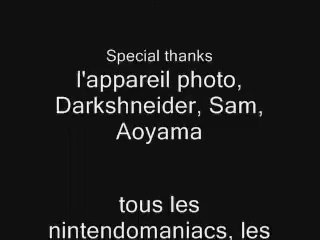 Special thanks
l'appareil photo,
Darkshneider, Sam,
Aoyama
tous les
nintendomaniacs, les